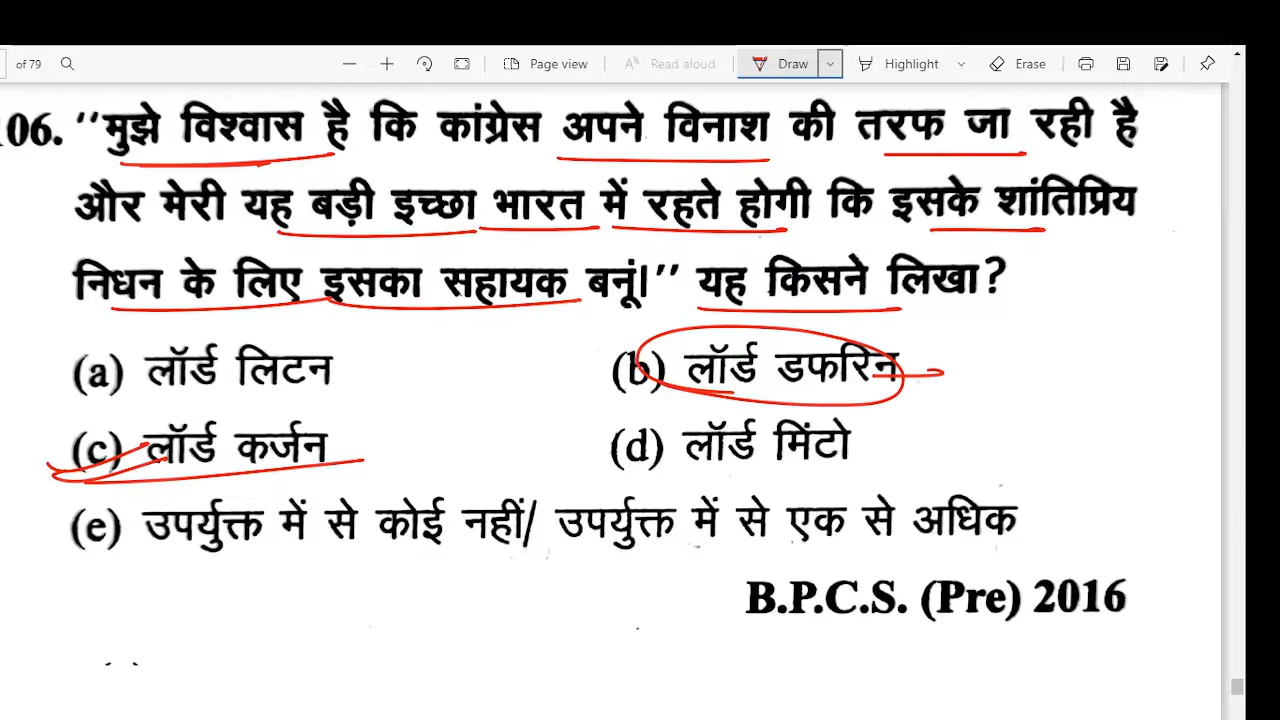 of 79 Page view Read aloud Draw Highlight Erase
106. ''मुझे विश्वास है कि कांग्रेस अपने विनाश की तरफ जा रही है
और मेरी यह बड़ी इच्छा भारत में रहते होगी कि इसके शांतिप्रिय
निधन के लिए इसका सहायक बनूं।'' यह किसने लिखा?
(a) लॉर्ड लिटन (b) लॉर्ड डफरिन
(c) लॉर्ड कर्जन (d) लॉर्ड मिंटो
(e) उपर्युक्त में से कोई नहीं/ उपर्युक्त में से एक से अधिक
B.P.C.S. (Pre) 2016